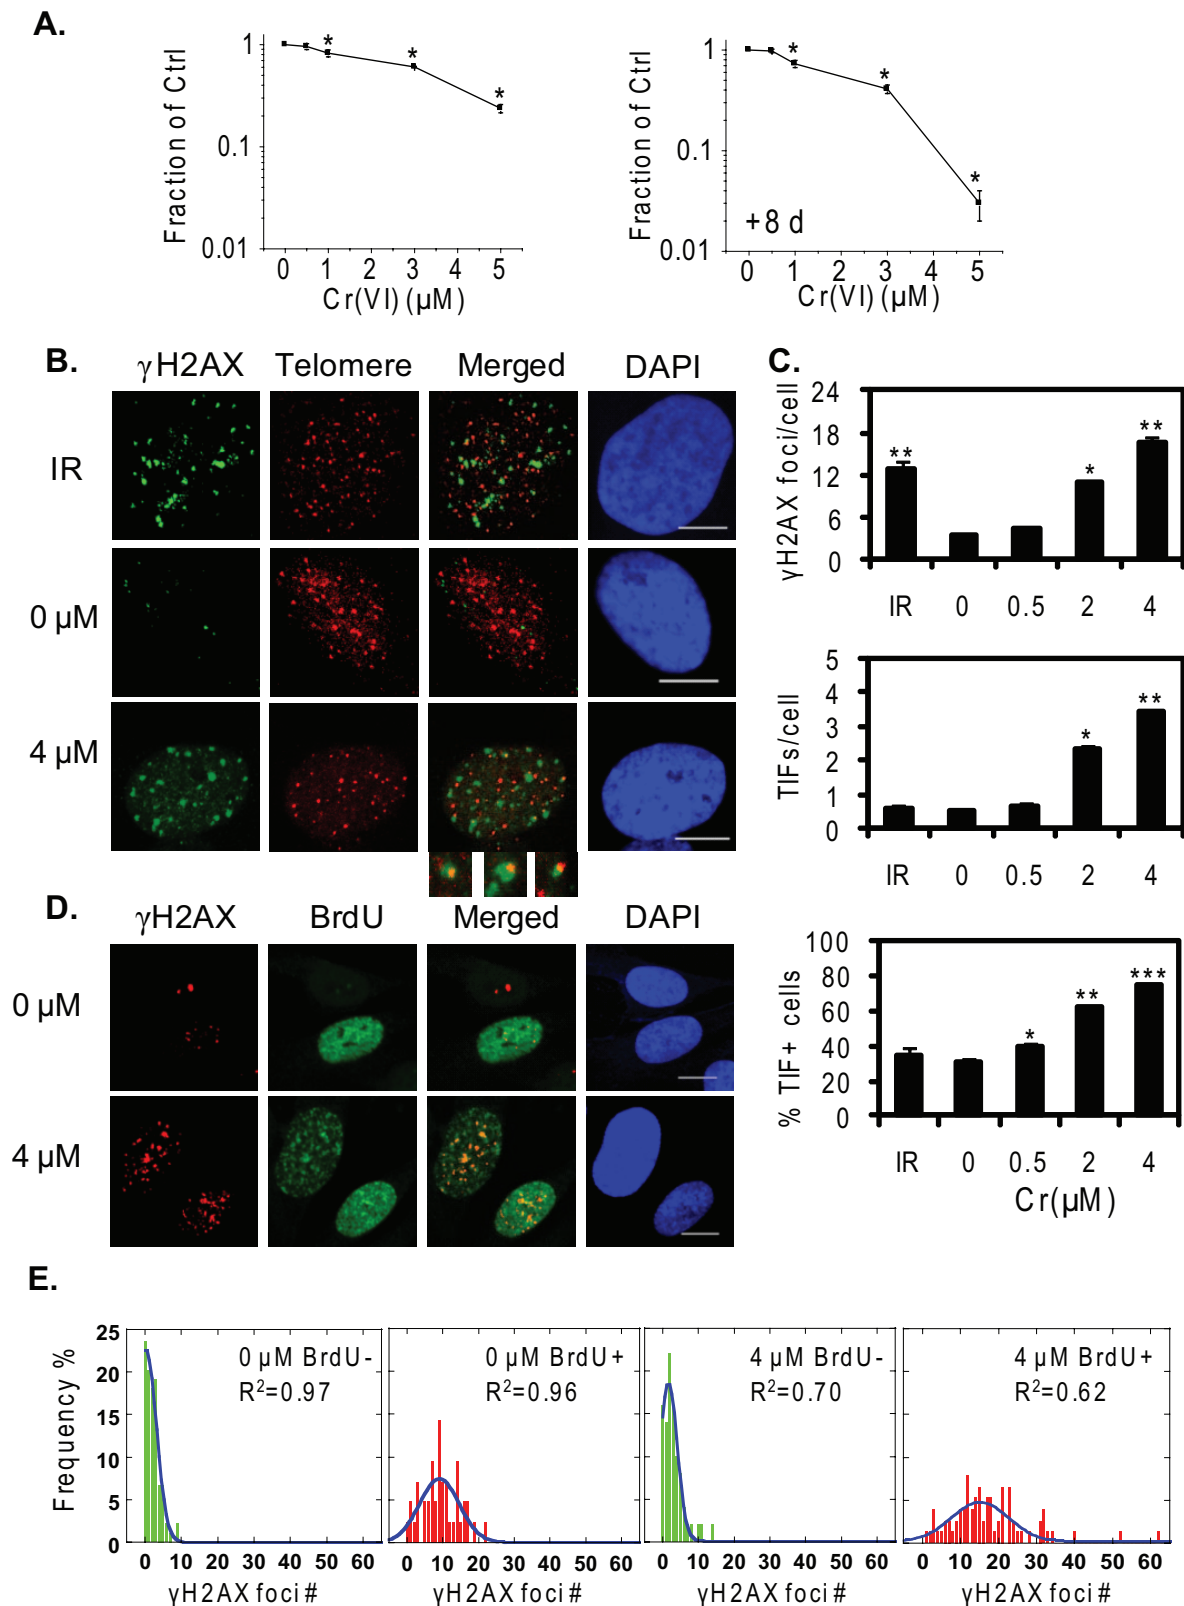 A.
Fraction of Ctrl
1
0.1
0.01
0 1 3 5
Cr(VI) (µM)
*
*
*
Fraction of Ctrl
1
0.1
0.01
0 1 2 3 4 5
Cr(VI) (µM)
+8 d
*
*
*
B.
γH2AX Telomere Merged DAPI
IR
0 µM
4 µM
C.
γH2AX foci/cell
24
18
12
6
0
** * **
IR 0 0.5 2 4
TIFs/cell
5
4
3
2
1
0
* **
IR 0 0.5 2 4
% TIF+ cells
100
80
60
40
20
0
* ** ***
IR 0 0.5 2 4
Cr(µM)
D.
γH2AX BrdU Merged DAPI
0 µM
4 µM
E.
Frequency %
25
20
15
10
5
0
0 µM BrdU-
R²=0.97
0 10 20 30 40 50 60
γH2AX foci #
0 µM BrdU+
R²=0.96
0 10 20 30 40 50 60
γH2AX foci #
4 µM BrdU-
R²=0.70
0 10 20 30 40 50 60
γH2AX foci #
4 µM BrdU+
R²=0.62
0 10 20 30 40 50 60
γH2AX foci #